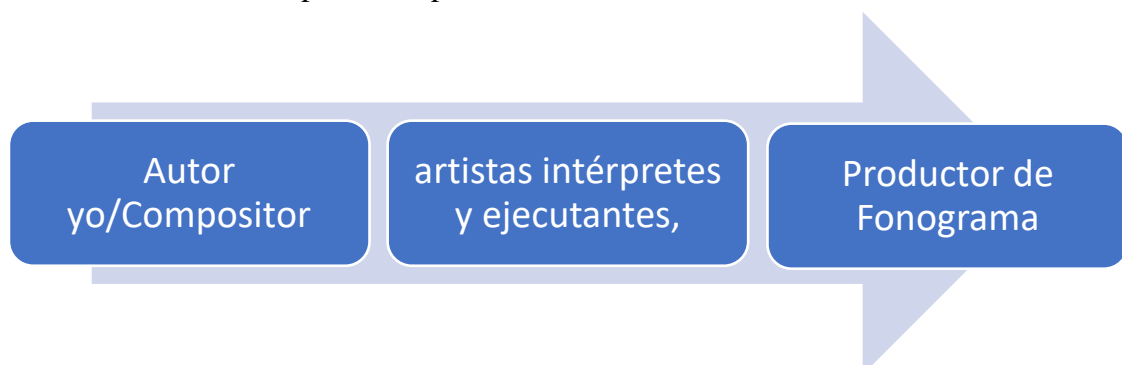 Autor
yo/Compositor
artistas intérpretes
y ejecutantes,
Productor de
Fonograma